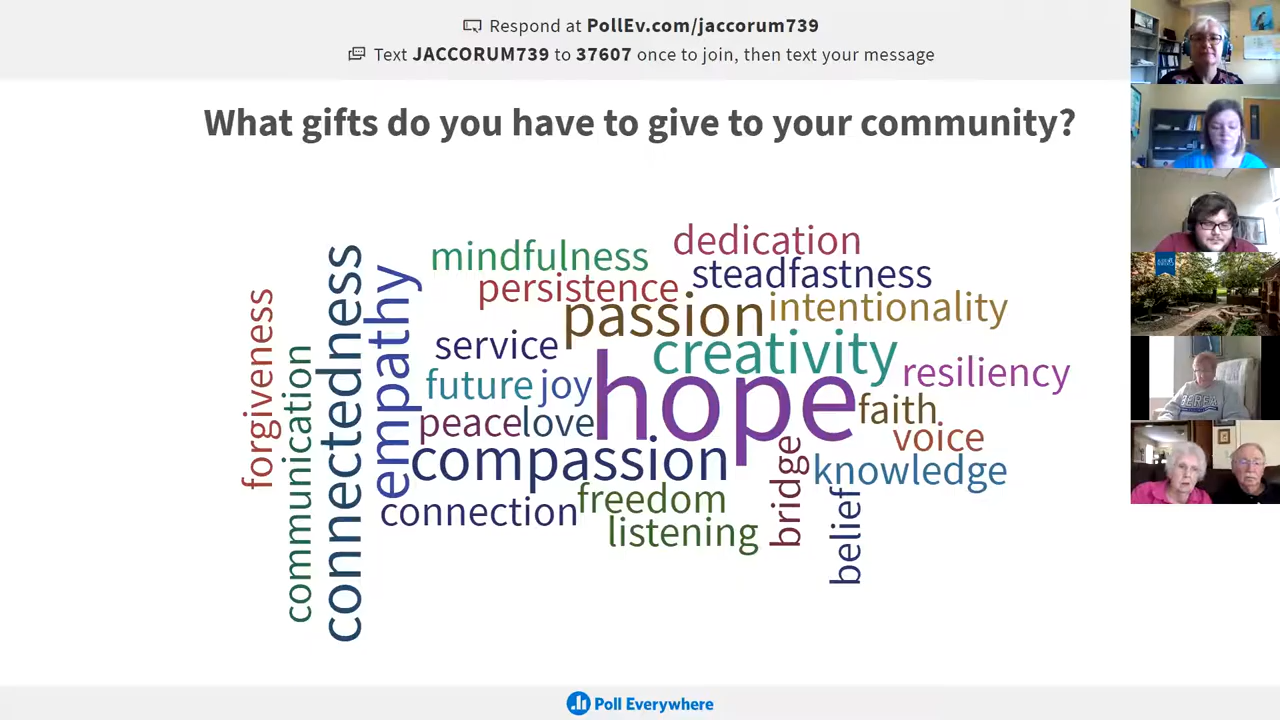 Respond at PollEv.com/jaccorum739
Text JACCORUM739 to 37607 once to join, then text your message
What gifts do you have to give to your community?
forgiveness
communication
connectedness
empathy
mindfulness
dedication
persistence
steadfastness
passion
intentionality
service
creativity
future
joy
hope
resiliency
peace
love
faith
voice
compassion
bridge
knowledge
connection
freedom
listening
belief
BEREA
Poll Everywhere